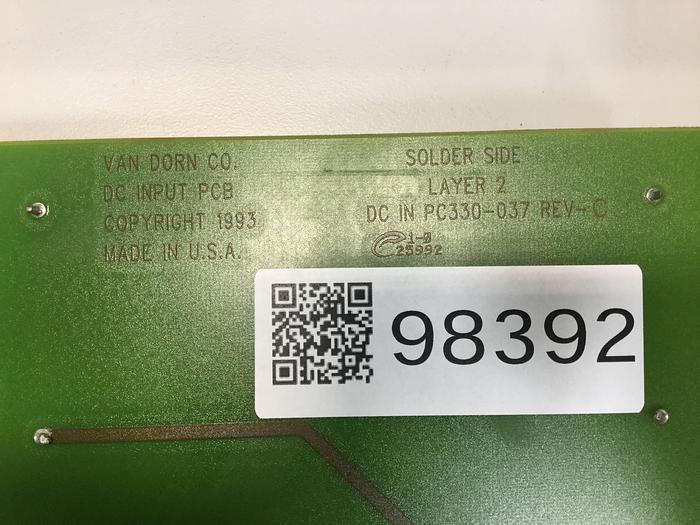 VAN DORN CO.
DC INPUT PCB
COPYRIGHT 1993
MADE IN U.S.A.
SOLDER SIDE
LAYER 2
DC IN PC330-037 REV-C
25992
98392